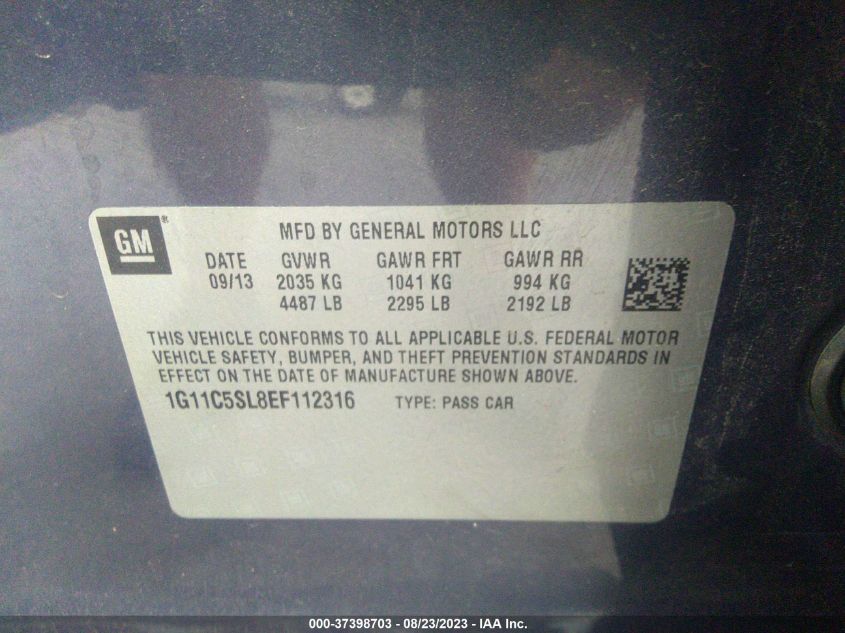 GM®
MFD BY GENERAL MOTORS LLC
DATE GVWR GAWR FRT GAWR RR
09/13 2035 KG 1041 KG 994 KG
4487 LB 2295 LB 2192 LB
THIS VEHICLE CONFORMS TO ALL APPLICABLE U.S. FEDERAL MOTOR
VEHICLE SAFETY, BUMPER, AND THEFT PREVENTION STANDARDS IN
EFFECT ON THE DATE OF MANUFACTURE SHOWN ABOVE.
1G11C5SL8EF112316 TYPE: PASS CAR
000-37398703 - 08/23/2023 - IAA Inc.